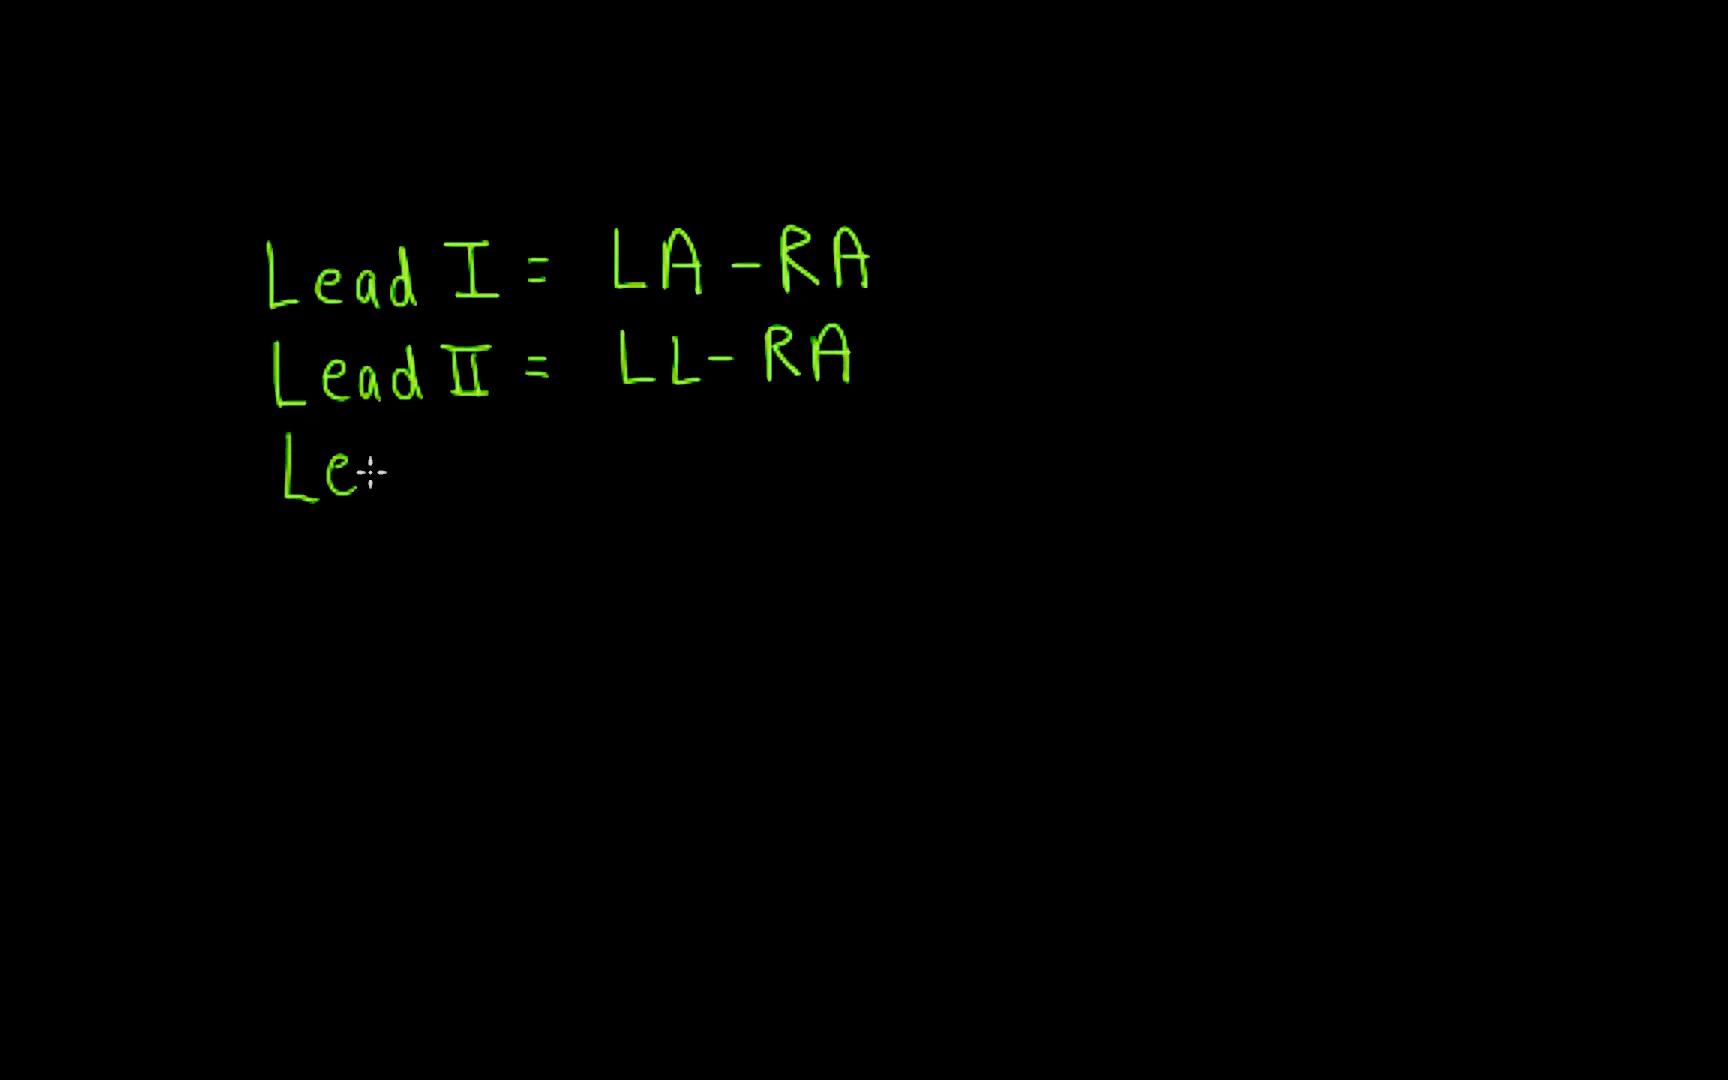 Lead I = LA - RA
Lead II = LL - RA
Le